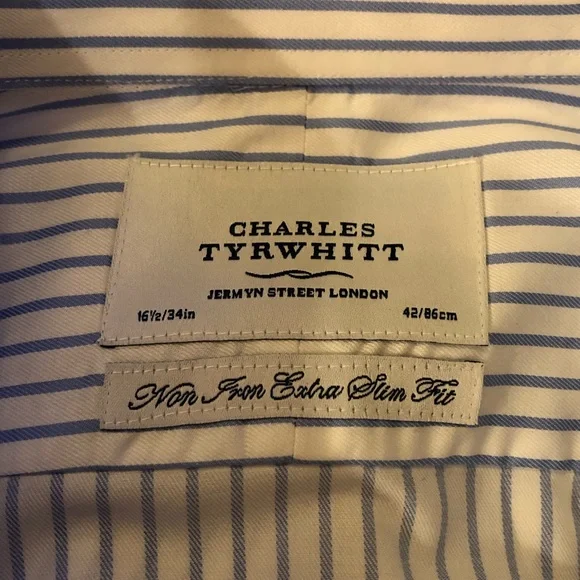 CHARLES
TYRWHITT
JERMYN STREET LONDON
16½/34in 42/86cm
Non Iron Extra Slim Fit